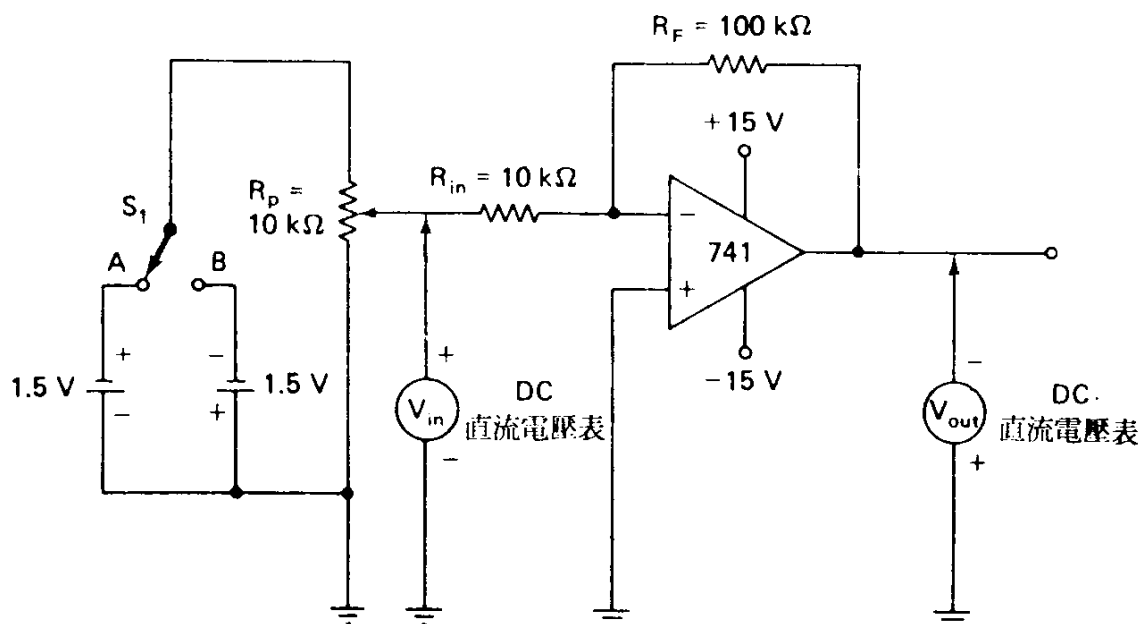 R_F = 100 kΩ
+15 V
R_in = 10 kΩ
R_p =
10 kΩ
S_1
A
B
−
741
+
−15 V
+
−
1.5 V
−
+
1.5 V
+
V_in
−
DC
直流電壓表
−
V_out
+
DC
直流電壓表